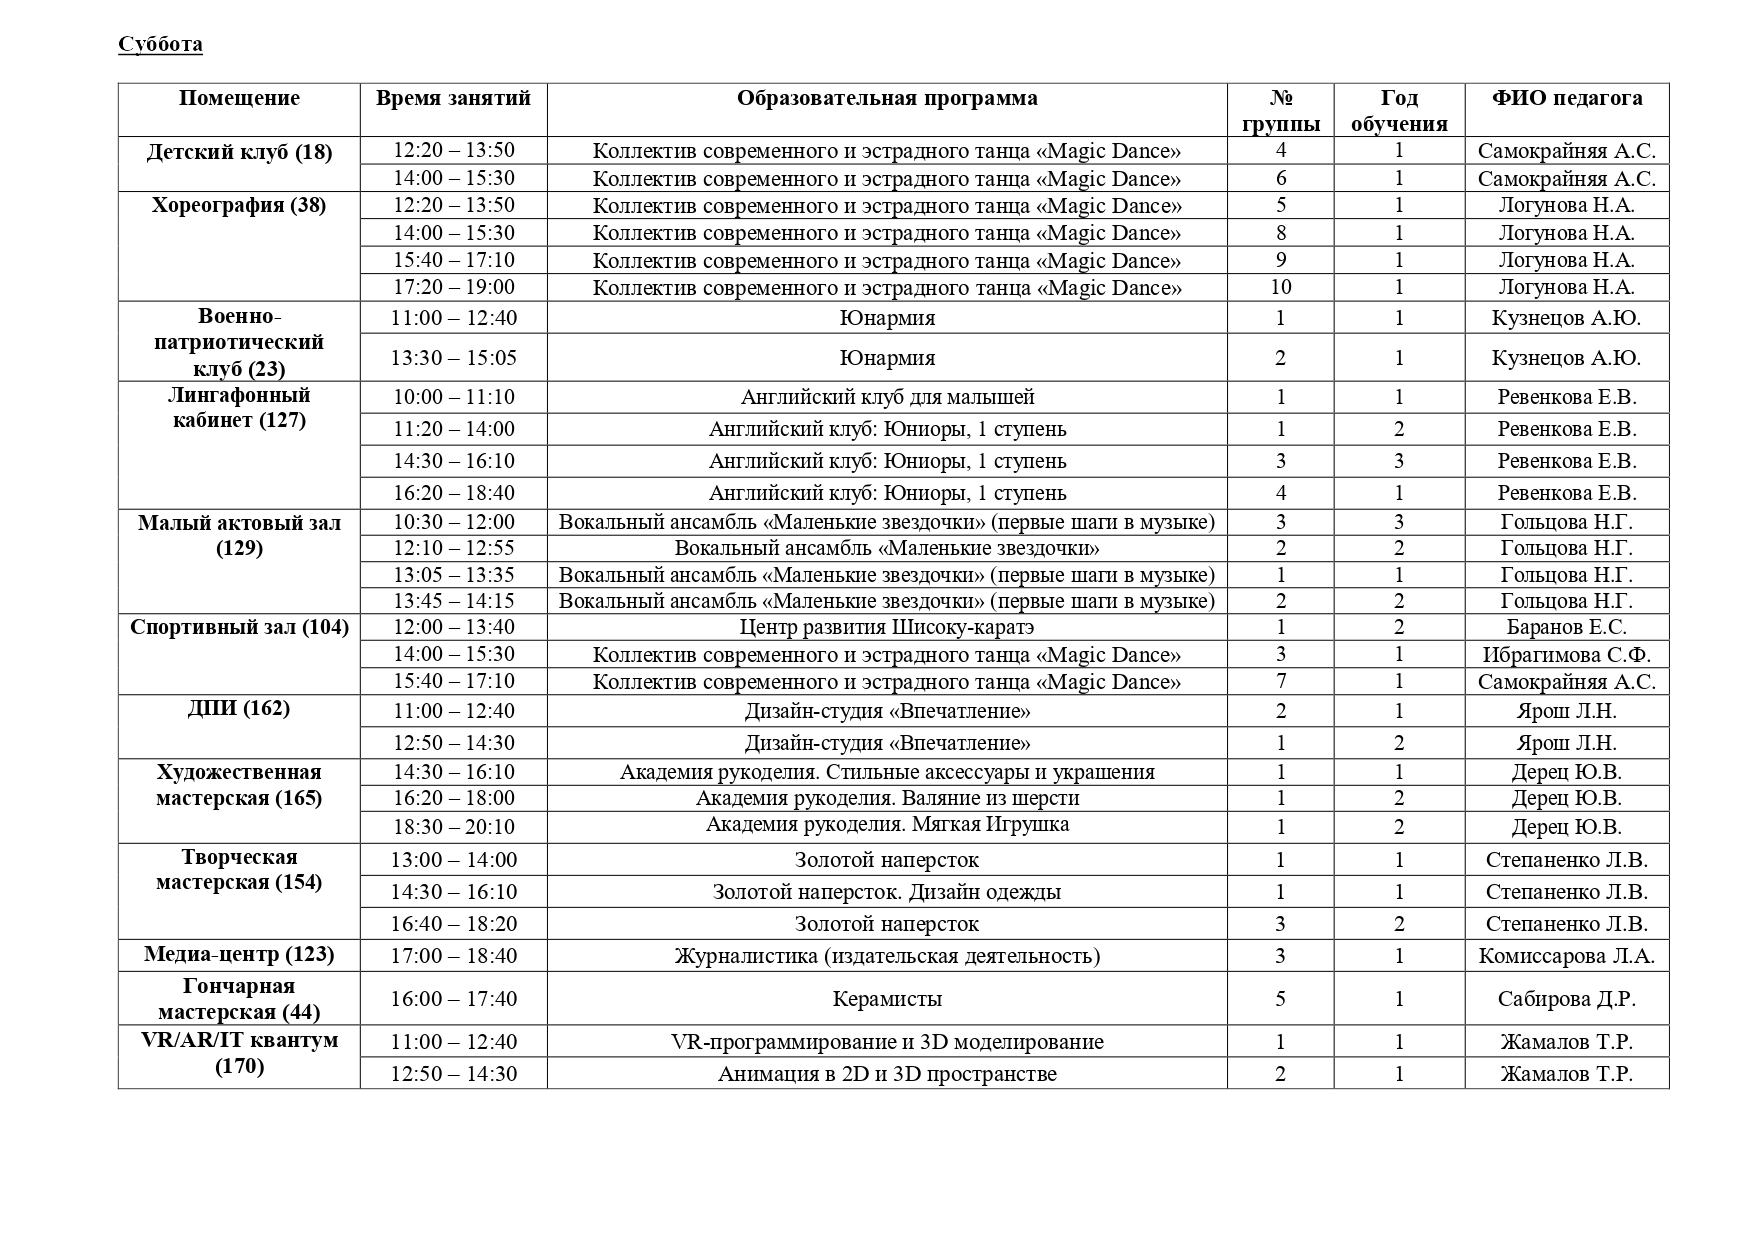 Суббота
Помещение Время занятий Образовательная программа № группы Год обучения ФИО педагога
Детский клуб (18) 12:20 – 13:50 Коллектив современного и эстрадного танца «Magic Dance» 4 1 Самокрайняя А.С.
14:00 – 15:30 Коллектив современного и эстрадного танца «Magic Dance» 6 1 Самокрайняя А.С.
Хореография (38) 12:20 – 13:50 Коллектив современного и эстрадного танца «Magic Dance» 5 1 Логунова Н.А.
14:00 – 15:30 Коллектив современного и эстрадного танца «Magic Dance» 8 1 Логунова Н.А.
15:40 – 17:10 Коллектив современного и эстрадного танца «Magic Dance» 9 1 Логунова Н.А.
17:20 – 19:00 Коллектив современного и эстрадного танца «Magic Dance» 10 1 Логунова Н.А.
Военно-
патриотический
клуб (23)
11:00 – 12:40 Юнармия 1 1 Кузнецов А.Ю.
13:30 – 15:05 Юнармия 2 1 Кузнецов А.Ю.
Лингафонный
кабинет (127)
10:00 – 11:10 Английский клуб для малышей 1 1 Ревенкова Е.В.
11:20 – 14:00 Английский клуб: Юниоры, 1 ступень 1 2 Ревенкова Е.В.
14:30 – 16:10 Английский клуб: Юниоры, 1 ступень 3 3 Ревенкова Е.В.
16:20 – 18:40 Английский клуб: Юниоры, 1 ступень 4 1 Ревенкова Е.В.
Малый актовый зал
(129)
10:30 – 12:00 Вокальный ансамбль «Маленькие звездочки» (первые шаги в музыке) 3 3 Гольцова Н.Г.
12:10 – 12:55 Вокальный ансамбль «Маленькие звездочки» 2 2 Гольцова Н.Г.
13:05 – 13:35 Вокальный ансамбль «Маленькие звездочки» (первые шаги в музыке) 1 1 Гольцова Н.Г.
13:45 – 14:15 Вокальный ансамбль «Маленькие звездочки» (первые шаги в музыке) 2 2 Гольцова Н.Г.
Спортивный зал (104) 12:00 – 13:40 Центр развития Шисоку-каратэ 1 2 Баранов Е.С.
14:00 – 15:30 Коллектив современного и эстрадного танца «Magic Dance» 3 1 Ибрагимова С.Ф.
15:40 – 17:10 Коллектив современного и эстрадного танца «Magic Dance» 7 1 Самокрайняя А.С.
ДПИ (162) 11:00 – 12:40 Дизайн-студия «Впечатление» 2 1 Ярош Л.Н.
12:50 – 14:30 Дизайн-студия «Впечатление» 1 2 Ярош Л.Н.
Художественная
мастерская (165)
14:30 – 16:10 Академия рукоделия. Стильные аксессуары и украшения 1 1 Дерец Ю.В.
16:20 – 18:00 Академия рукоделия. Валяние из шерсти 1 2 Дерец Ю.В.
18:30 – 20:10 Академия рукоделия. Мягкая Игрушка 1 2 Дерец Ю.В.
Творческая
мастерская (154)
13:00 – 14:00 Золотой наперсток 1 1 Степаненко Л.В.
14:30 – 16:10 Золотой наперсток. Дизайн одежды 1 1 Степаненко Л.В.
16:40 – 18:20 Золотой наперсток 3 2 Степаненко Л.В.
Медиа-центр (123) 17:00 – 18:40 Журналистика (издательская деятельность) 3 1 Комиссарова Л.А.
Гончарная
мастерская (44)
16:00 – 17:40 Керамисты 5 1 Сабирова Д.Р.
VR/AR/IT квантум
(170)
11:00 – 12:40 VR-программирование и 3D моделирование 1 1 Жамалов Т.Р.
12:50 – 14:30 Анимация в 2D и 3D пространстве 2 1 Жамалов Т.Р.